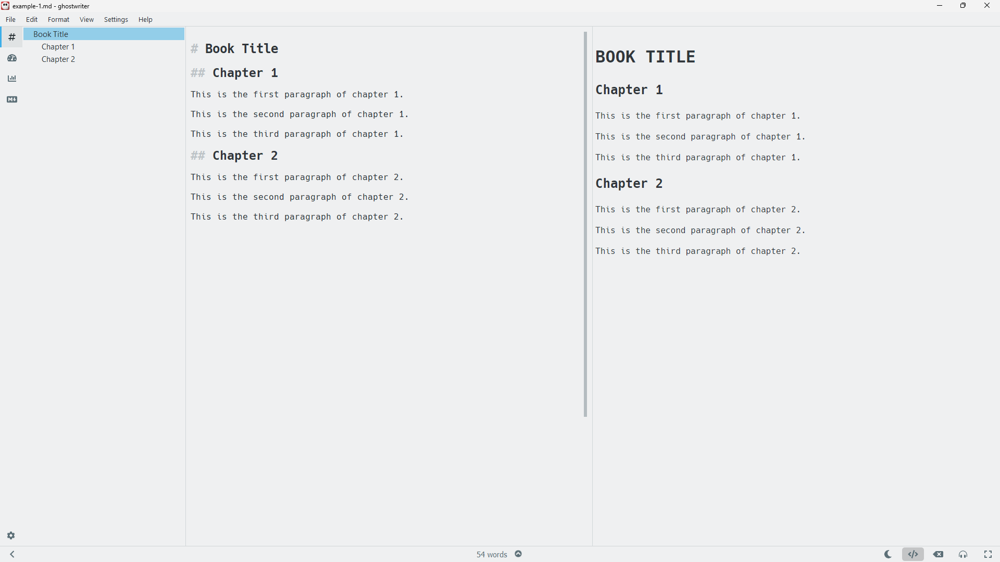 example-1.md - ghostwriter
File Edit Format View Settings Help
Book Title
Chapter 1
Chapter 2
# Book Title
## Chapter 1
This is the first paragraph of chapter 1.
This is the second paragraph of chapter 1.
This is the third paragraph of chapter 1.
## Chapter 2
This is the first paragraph of chapter 2.
This is the second paragraph of chapter 2.
This is the third paragraph of chapter 2.
BOOK TITLE
Chapter 1
This is the first paragraph of chapter 1.
This is the second paragraph of chapter 1.
This is the third paragraph of chapter 1.
Chapter 2
This is the first paragraph of chapter 2.
This is the second paragraph of chapter 2.
This is the third paragraph of chapter 2.
54 words